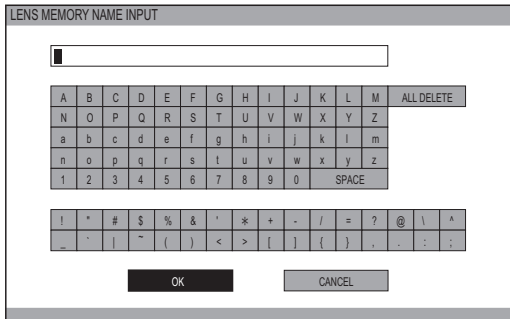 LENS MEMORY NAME INPUT
A B C D E F G H I J K L M ALL DELETE
N O P Q R S T U V W X Y Z
a b c d e f g h i j k l m
n o p q r s t u v w x y z
1 2 3 4 5 6 7 8 9 0 SPACE
! " # $ % & ' * + - / = ? @ \ ^
_ ` | ~ ( ) < > [ ] { } , . : ;
OK CANCEL